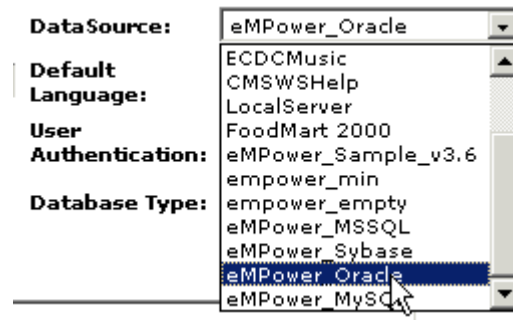 DataSource: eMPower_Oracle
ECDCMusic
Default
Language:
CMSWSHelp
LocalServer
User
Authentication:
FoodMart 2000
eMPower_Sample_v3.6
empower_min
Database Type:
empower_empty
eMPower_MSSQL
eMPower_Sybase
eMPower_Oracle
eMPower_MySQL